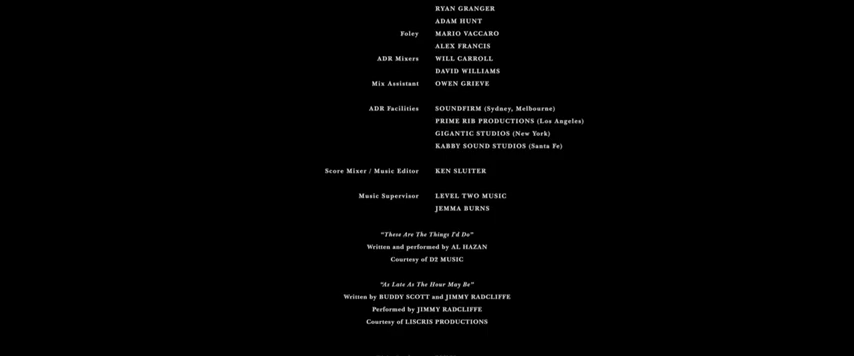 RYAN GRANGER
ADAM HUNT
Foley MARIO VACCARO
ALEX FRANCIS
ADR Mixers WILL CARROLL
DAVID WILLIAMS
Mix Assistant OWEN GRIEVE
ADR Facilities SOUNDFIRM (Sydney, Melbourne)
PRIME RIB PRODUCTIONS (Los Angeles)
GIGANTIC STUDIOS (New York)
KABBY SOUND STUDIOS (Santa Fe)
Score Mixer / Music Editor KEN SLUITER
Music Supervisor LEVEL TWO MUSIC
JEMMA BURNS
"These Are The Things I'd Do"
Written and performed by AL HAZAN
Courtesy of D2 MUSIC
"As Late As The Hour May Be"
Written by BUDDY SCOTT and JIMMY RADCLIFFE
Performed by JIMMY RADCLIFFE
Courtesy of LISCRIS PRODUCTIONS